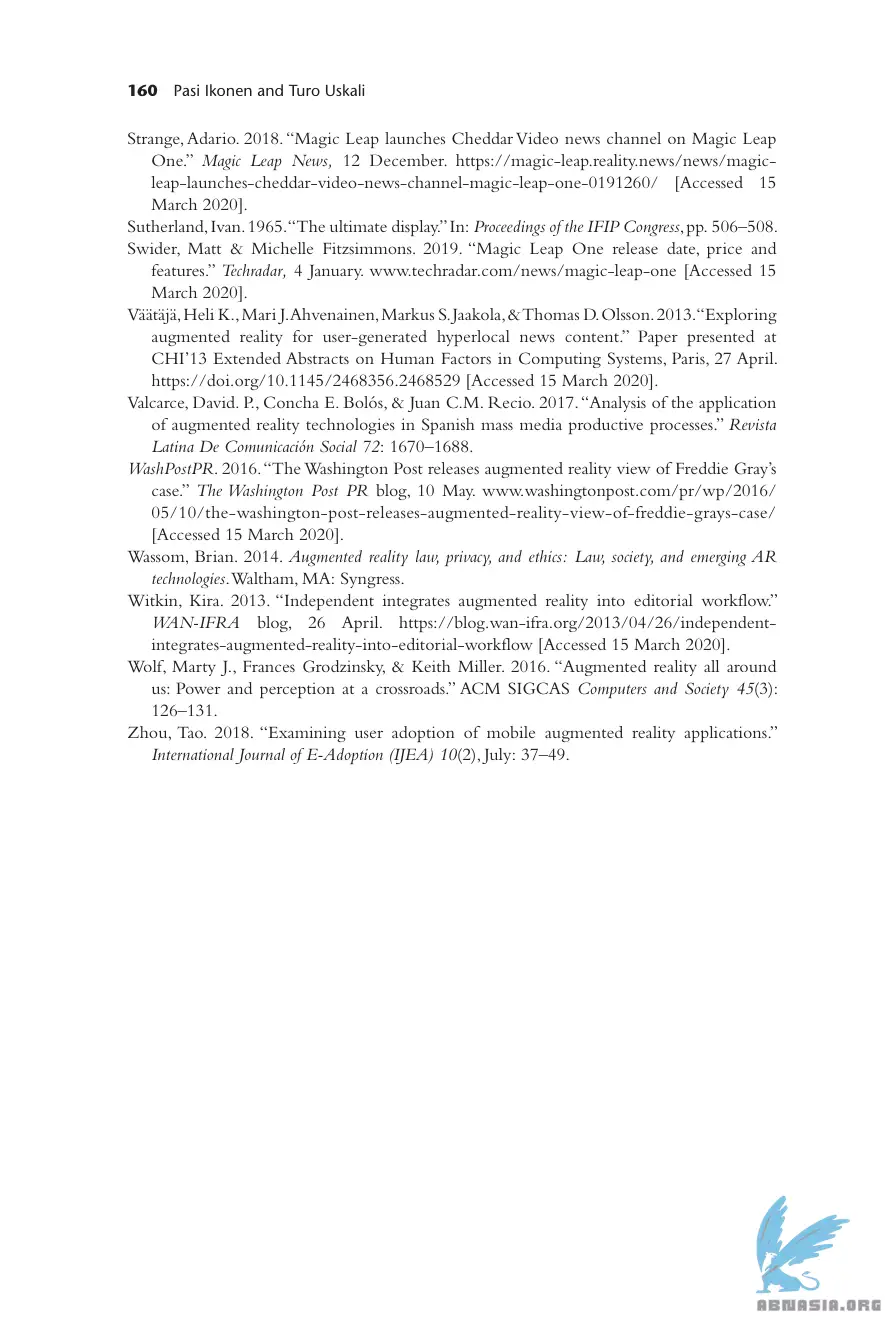 160 Pasi Ikonen and Turo Uskali
Strange, Adario. 2018. “Magic Leap launches Cheddar Video news channel on Magic Leap
One.” Magic Leap News, 12 December. https://magic-leap.reality.news/news/magic-
leap-launches-cheddar-video-news-channel-magic-leap-one-0191260/ [Accessed 15
March 2020].
Sutherland, Ivan. 1965. “The ultimate display.” In: Proceedings of the IFIP Congress, pp. 506–508.
Swider, Matt & Michelle Fitzsimmons. 2019. “Magic Leap One release date, price and
features.” Techradar, 4 January. www.techradar.com/news/magic-leap-one [Accessed 15
March 2020].
Väätäjä, Heli K., Mari J. Ahvenainen, Markus S. Jaakola, & Thomas D. Olsson. 2013. “Exploring
augmented reality for user-generated hyperlocal news content.” Paper presented at
CHI’13 Extended Abstracts on Human Factors in Computing Systems, Paris, 27 April.
https://doi.org/10.1145/2468356.2468529 [Accessed 15 March 2020].
Valcarce, David. P., Concha E. Bolós, & Juan C.M. Recio. 2017. “Analysis of the application
of augmented reality technologies in Spanish mass media productive processes.” Revista
Latina De Comunicación Social 72: 1670–1688.
WashPostPR. 2016. “The Washington Post releases augmented reality view of Freddie Gray’s
case.” The Washington Post PR blog, 10 May. www.washingtonpost.com/pr/wp/2016/
05/10/the-washington-post-releases-augmented-reality-view-of-freddie-grays-case/
[Accessed 15 March 2020].
Wassom, Brian. 2014. Augmented reality law, privacy, and ethics: Law, society, and emerging AR
technologies. Waltham, MA: Syngress.
Witkin, Kira. 2013. “Independent integrates augmented reality into editorial workflow.”
WAN-IFRA blog, 26 April. https://blog.wan-ifra.org/2013/04/26/independent-
integrates-augmented-reality-into-editorial-workflow [Accessed 15 March 2020].
Wolf, Marty J., Frances Grodzinsky, & Keith Miller. 2016. “Augmented reality all around
us: Power and perception at a crossroads.” ACM SIGCAS Computers and Society 45(3):
126–131.
Zhou, Tao. 2018. “Examining user adoption of mobile augmented reality applications.”
International Journal of E-Adoption (IJEA) 10(2), July: 37–49.
ABNASIA.ORG